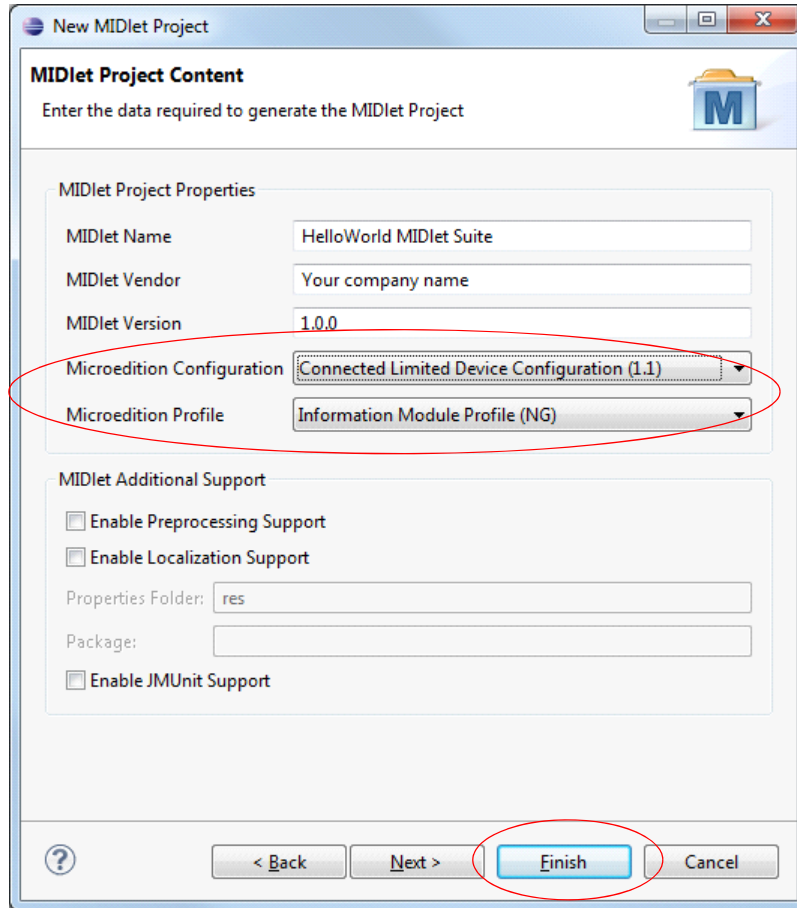 New MIDlet Project
X
MIDlet Project Content
Enter the data required to generate the MIDlet Project
M
MIDlet Project Properties
MIDlet Name HelloWorld MIDlet Suite
MIDlet Vendor Your company name
MIDlet Version 1.0.0
Microedition Configuration Connected Limited Device Configuration (1.1)
Microedition Profile Information Module Profile (NG)
MIDlet Additional Support
Enable Preprocessing Support
Enable Localization Support
Properties Folder: res
Package:
Enable JMUnit Support
? < Back Next > Finish Cancel